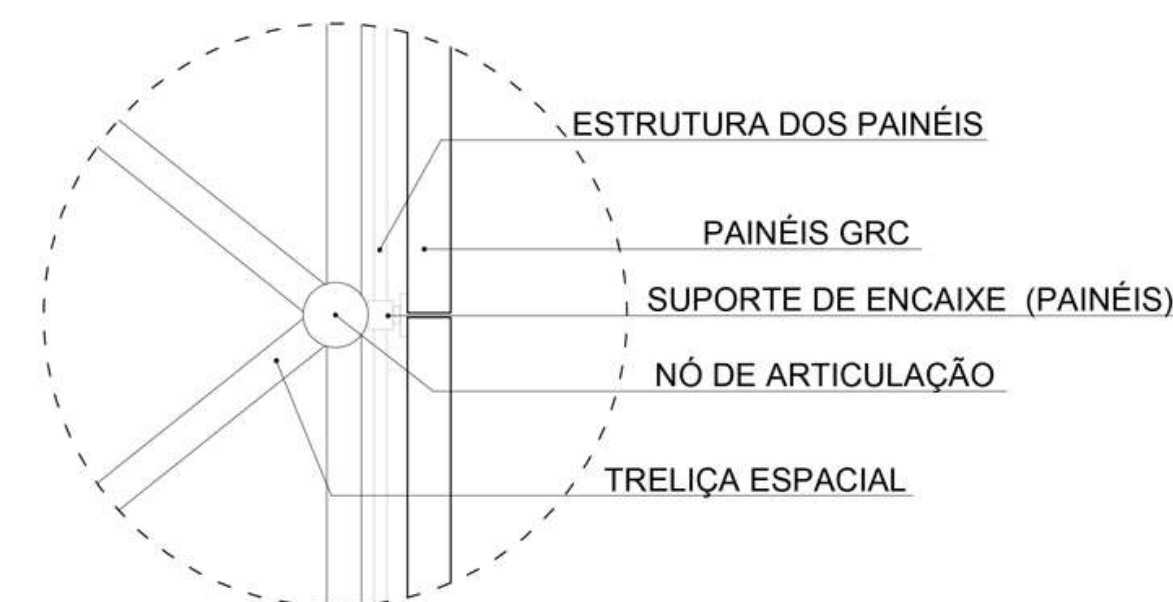 ESTRUTURA DOS PAINÉIS
PAINÉIS GRC
SUPORTE DE ENCAIXE (PAINÉIS)
NÓ DE ARTICULAÇÃO
TRELIÇA ESPACIAL